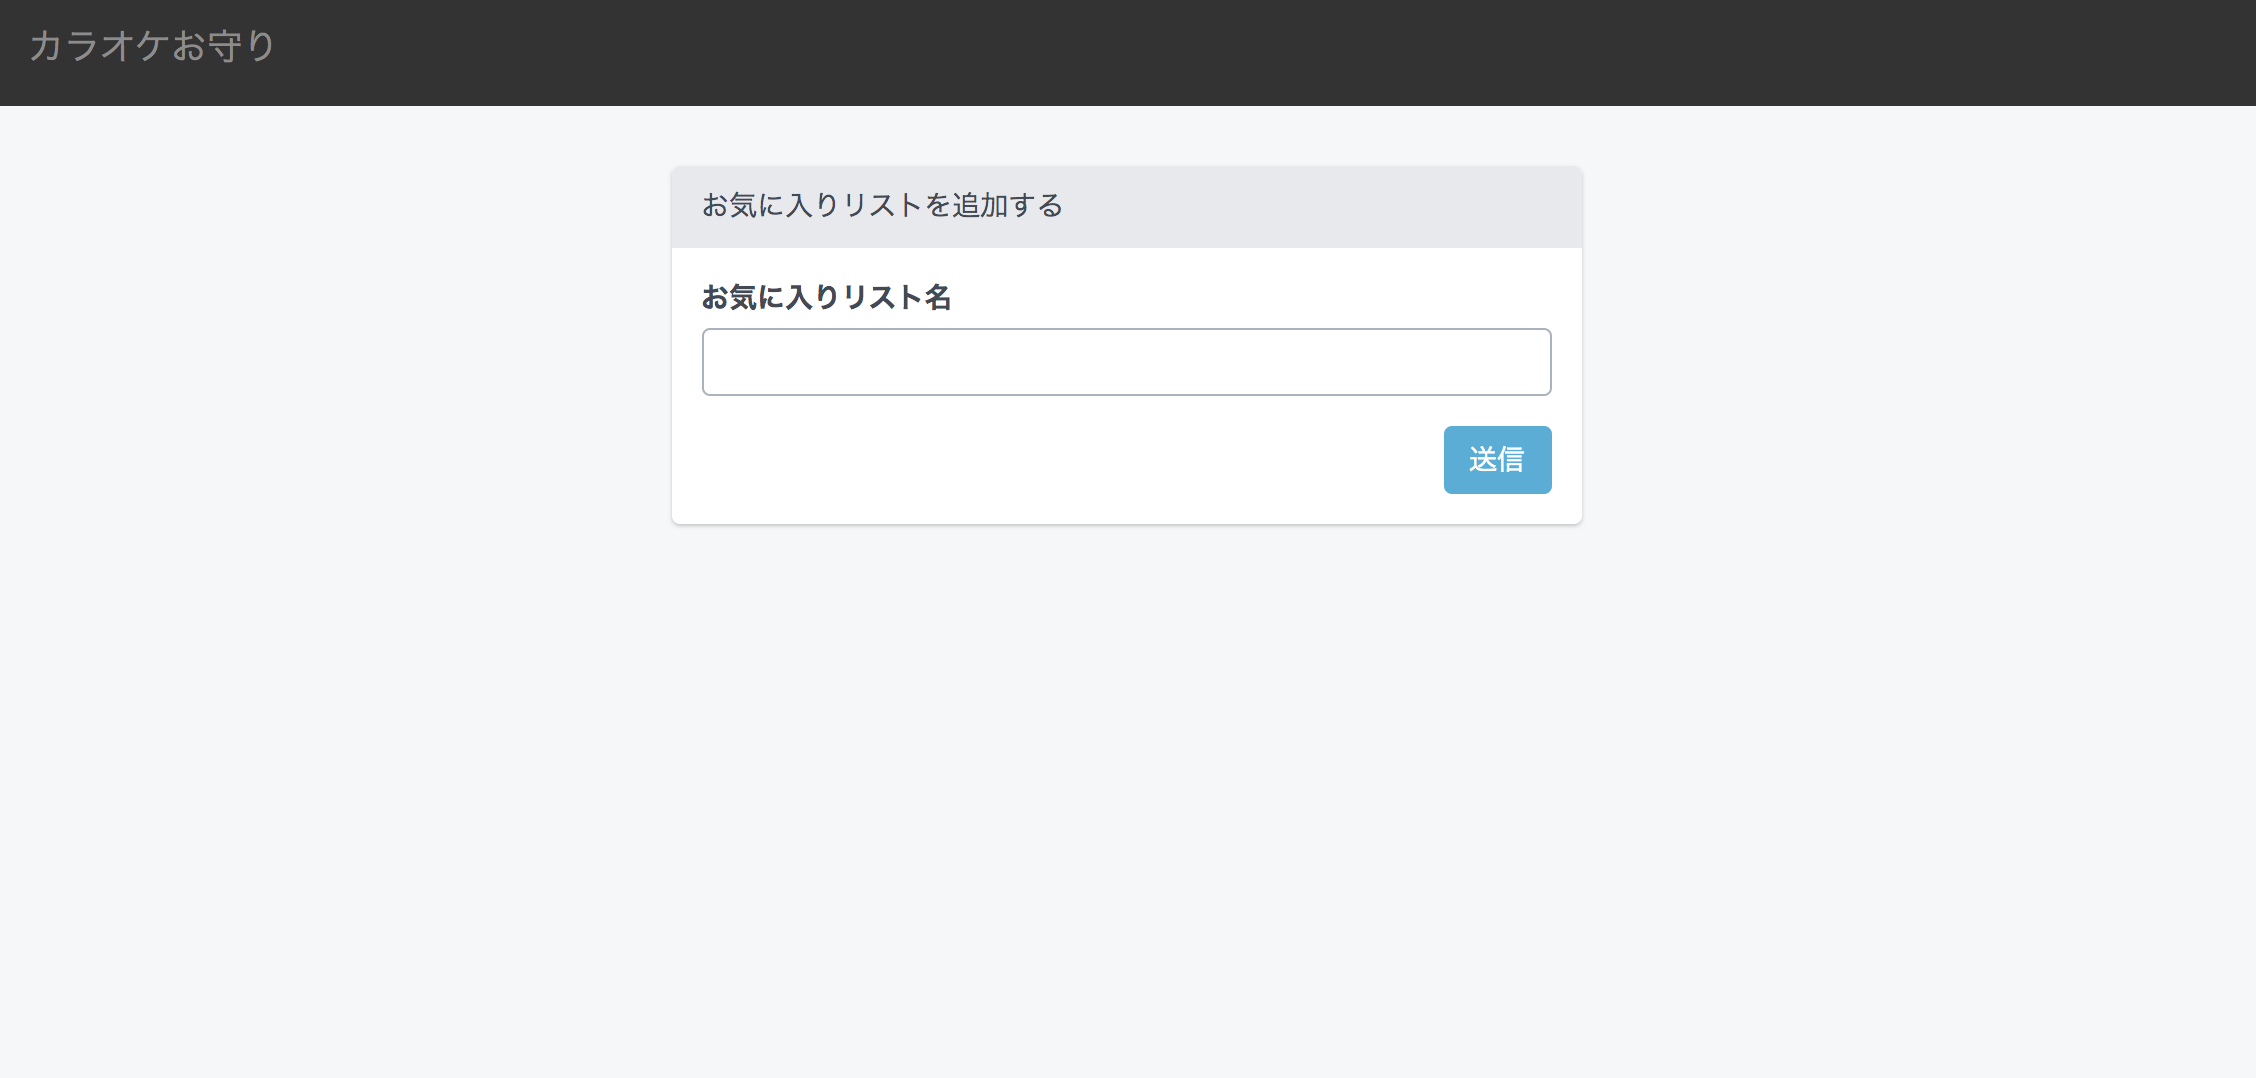 カラオケお守り
お気に入りリストを追加する
お気に入りリスト名
送信